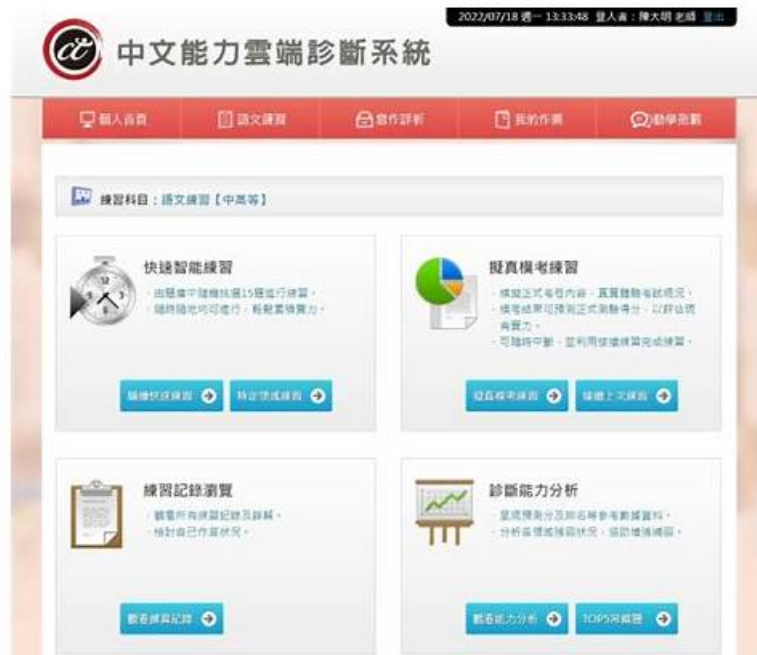 2022/07/18 週一 13:33:48 登入者：陳大明 老師 登出
ct 中文能力雲端診斷系統
個人首頁 語文練習 寫作評析 我的作業
練習科目：語文練習【中高等】
快速智能練習
· 由題庫中隨機挑選15題進行練習。
· 隨時隨地均可進行，輕鬆累積實力。
隨機快速練習 特定領域練習
擬真模考練習
· 模擬正式考程內容，真實體驗考試現況。
· 模考結果可預測正式測驗得分，以評估現
有實力。
· 可隨時中斷，並利用接續練習完成練習。
擬真模考練習 接續上次練習
練習記錄瀏覽
· 觀看所有練習記錄及詳解。
· 檢討自己作答狀況。
觀看練習記錄
診斷能力分析
· 呈現預測分及排名等參考數據資料。
· 分析各領域強弱狀況，協助增強補弱。
觀看能力分析 TOP5常錯題